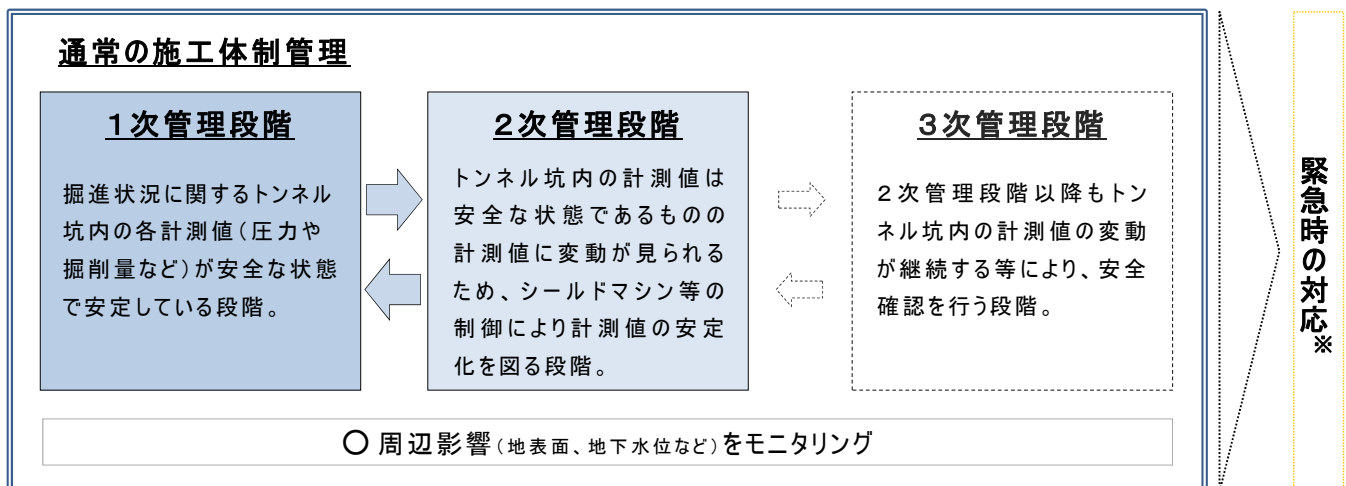 通常の施工体制管理
1次管理段階
掘進状況に関するトンネル
坑内の各計測値(圧力や
掘削量など)が安全な状態
で安定している段階。
2次管理段階
トンネル坑内の計測値は
安全な状態であるものの
計測値に変動が見られる
ため、シールドマシン等の
制御により計測値の安定
化を図る段階。
3次管理段階
2次管理段階以降もトン
ネル坑内の計測値の変動
が継続する等により、安全
確認を行う段階。
〇周辺影響(地表面、地下水位など)をモニタリング
緊急時の対応※